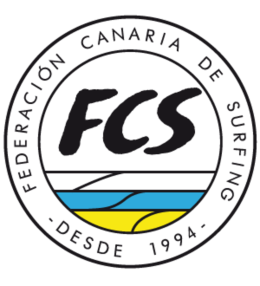 FEDERACIÓN CANARIA DE SURFING
FCS
-DESDE 1994-